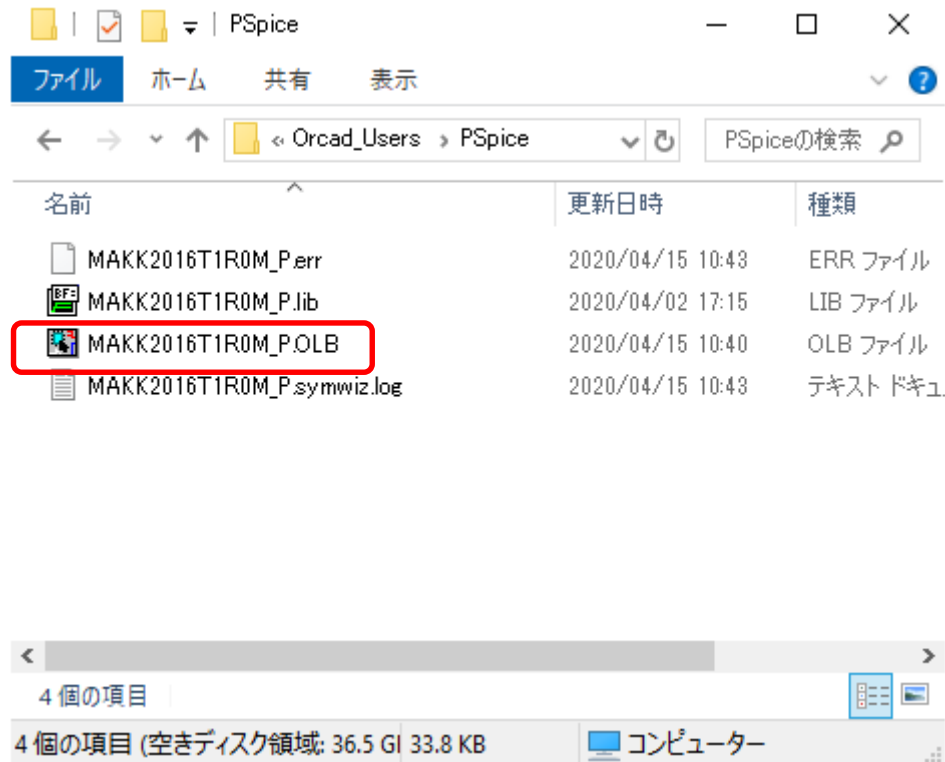 PSpice
ファイル ホーム 共有 表示
« Orcad_Users › PSpice PSpiceの検索
名前 更新日時 種類
MAKK2016T1R0M_P.err 2020/04/15 10:43 ERR ファイル
MAKK2016T1R0M_P.lib 2020/04/02 17:15 LIB ファイル
MAKK2016T1R0M_P.OLB 2020/04/15 10:40 OLB ファイル
MAKK2016T1R0M_P.symwiz.log 2020/04/15 10:43 テキスト ドキュ
4 個の項目
4 個の項目 (空きディスク領域: 36.5 G 33.8 KB コンピューター